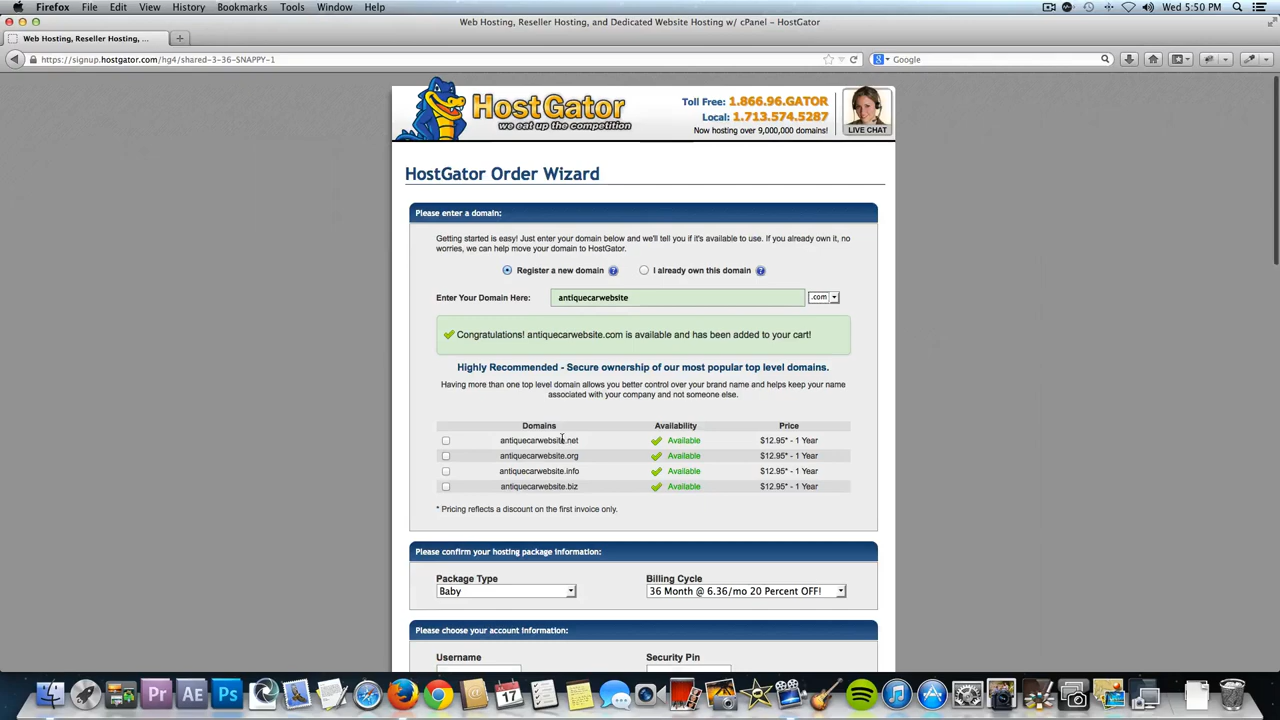 Firefox File Edit View History Bookmarks Tools Window Help Wed 5:50 PM
Web Hosting, Reseller Hosting, and Dedicated Website Hosting w/ cPanel – HostGator
Web Hosting, Reseller Hosting, ...
https://signup.hostgator.com/hg4/shared-3-36-SNAPPY-1
Google
HostGator
we eat up the competition
Toll Free: 1.866.96.GATOR
Local: 1.713.574.5287
Now hosting over 9,000,000 domains!
LIVE CHAT
HostGator Order Wizard
Please enter a domain:
Getting started is easy! Just enter your domain below and we'll tell you if it's available to use. If you already own it, no
worries, we can help move your domain to HostGator.
Register a new domain ? I already own this domain ?
Enter Your Domain Here: antiquecarwebsite .com
Congratulations! antiquecarwebsite.com is available and has been added to your cart!
Highly Recommended - Secure ownership of our most popular top level domains.
Having more than one top level domain allows you better control over your brand name and helps keep your name
associated with your company and not someone else.
Domains Availability Price
antiquecarwebsite.net Available $12.95* - 1 Year
antiquecarwebsite.org Available $12.95* - 1 Year
antiquecarwebsite.info Available $12.95* - 1 Year
antiquecarwebsite.biz Available $12.95* - 1 Year
* Pricing reflects a discount on the first invoice only.
Please confirm your hosting package information:
Package Type Billing Cycle
Baby 36 Month @ 6.36/mo 20 Percent OFF!
Please choose your account information:
Username Security Pin
Pr Ae Ps 17